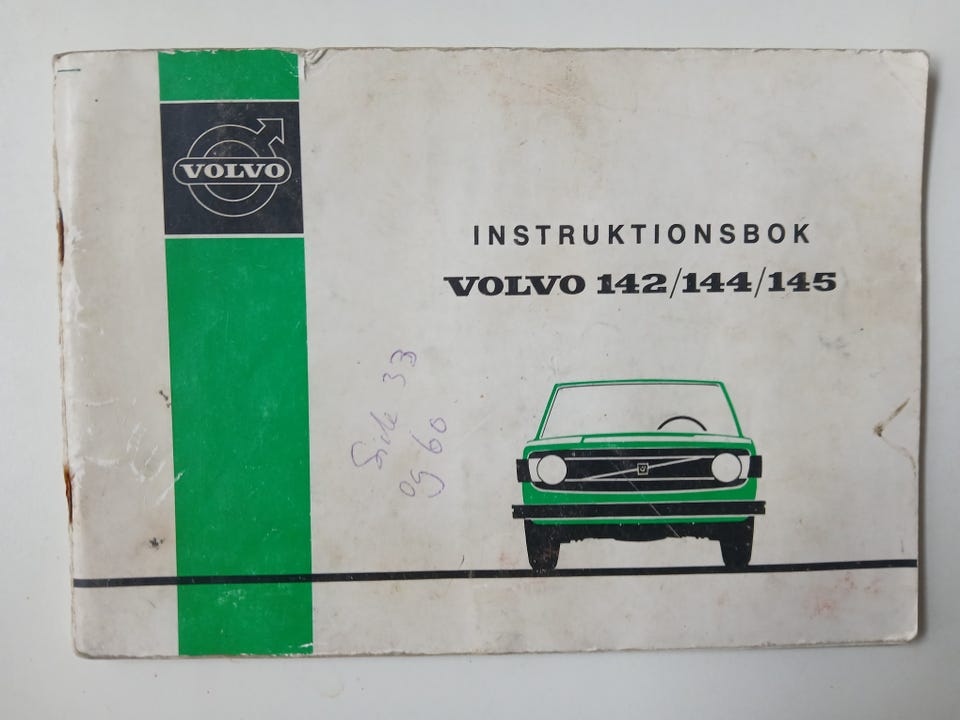 VOLVO
INSTRUKTIONSBOK
VOLVO 142/144/145
Side 33
og 60